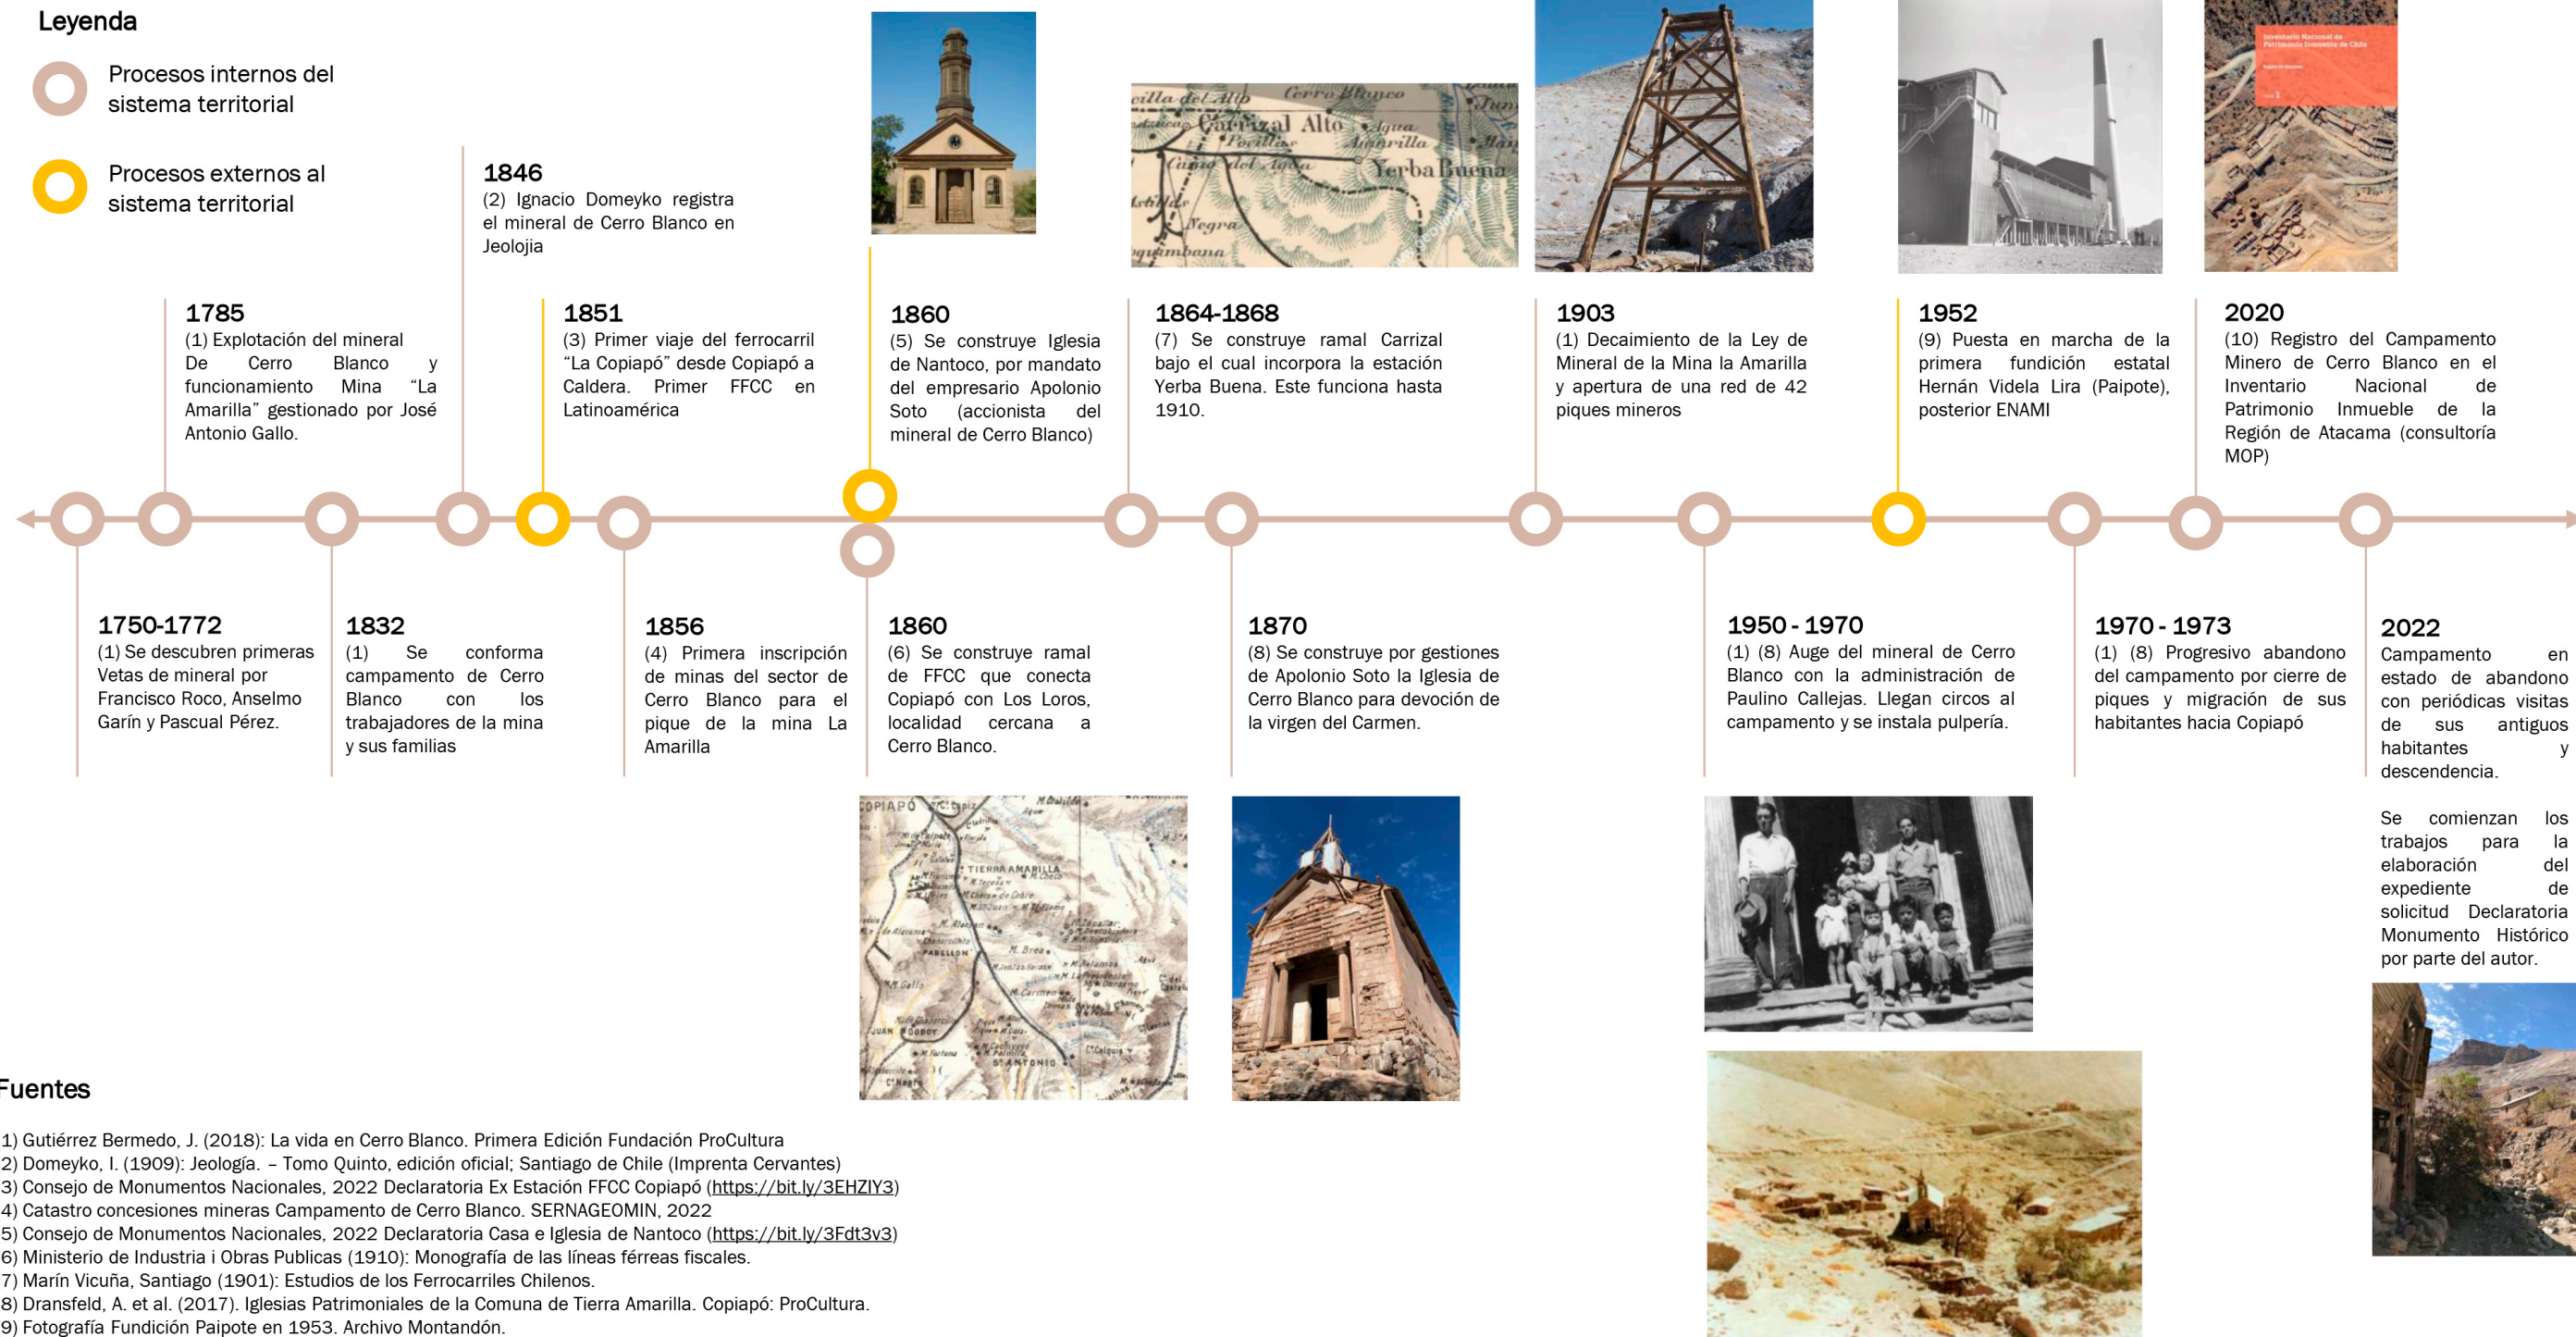 Leyenda
Procesos internos del
sistema territorial
Procesos externos al
sistema territorial
1785
(1) Explotación del mineral
De Cerro Blanco y
funcionamiento Mina “La
Amarilla” gestionado por José
Antonio Gallo.
1846
(2) Ignacio Domeyko registra
el mineral de Cerro Blanco en
Jeolojia
1851
(3) Primer viaje del ferrocarril
“La Copiapó” desde Copiapó a
Caldera. Primer FFCC en
Latinoamérica
1860
(5) Se construye Iglesia
de Nantoco, por mandato
del empresario Apolonio
Soto (accionista del
mineral de Cerro Blanco)
cilla del Alto
Cerro Blanco
Carrizal Alto
Agua
Amarilla
Pocillas
Yerba Buena
Negra
1864-1868
(7) Se construye ramal Carrizal
bajo el cual incorpora la estación
Yerba Buena. Este funciona hasta
1910.
1903
(1) Decaimiento de la Ley de
Mineral de la Mina la Amarilla
y apertura de una red de 42
piques mineros
1952
(9) Puesta en marcha de la
primera fundición estatal
Hernán Videla Lira (Paipote),
posterior ENAMI
Inventario Nacional de
Patrimonio Inmueble de Chile
1
2020
(10) Registro del Campamento
Minero de Cerro Blanco en el
Inventario Nacional de
Patrimonio Inmueble de la
Región de Atacama (consultoría
MOP)
1750-1772
(1) Se descubren primeras
Vetas de mineral por
Francisco Roco, Anselmo
Garín y Pascual Pérez.
1832
(1) Se conforma
campamento de Cerro
Blanco con los
trabajadores de la mina
y sus familias
1856
(4) Primera inscripción
de minas del sector de
Cerro Blanco para el
pique de la mina La
Amarilla
1860
(6) Se construye ramal
de FFCC que conecta
Copiapó con Los Loros,
localidad cercana a
Cerro Blanco.
COPIAPÓ
TIERRA AMARILLA
PABELLON
M. Brea
M. Gallo
M. Carmen
JUAN GODOY
Sn ANTONIO
1870
(8) Se construye por gestiones
de Apolonio Soto la Iglesia de
Cerro Blanco para devoción de
la virgen del Carmen.
1950 - 1970
(1) (8) Auge del mineral de Cerro
Blanco con la administración de
Paulino Callejas. Llegan circos al
campamento y se instala pulpería.
1970 - 1973
(1) (8) Progresivo abandono
del campamento por cierre de
piques y migración de sus
habitantes hacia Copiapó
2022
Campamento en
estado de abandono
con periódicas visitas
de sus antiguos
habitantes y
descendencia.
Se comienzan los
trabajos para la
elaboración del
expediente de
solicitud Declaratoria
Monumento Histórico
por parte del autor.
Fuentes
1) Gutiérrez Bermedo, J. (2018): La vida en Cerro Blanco. Primera Edición Fundación ProCultura
2) Domeyko, I. (1909): Jeología. – Tomo Quinto, edición oficial; Santiago de Chile (Imprenta Cervantes)
3) Consejo de Monumentos Nacionales, 2022 Declaratoria Ex Estación FFCC Copiapó (https://bit.ly/3EHZIY3)
4) Catastro concesiones mineras Campamento de Cerro Blanco. SERNAGEOMIN, 2022
5) Consejo de Monumentos Nacionales, 2022 Declaratoria Casa e Iglesia de Nantoco (https://bit.ly/3Fdt3v3)
6) Ministerio de Industria i Obras Publicas (1910): Monografía de las líneas férreas fiscales.
7) Marín Vicuña, Santiago (1901): Estudios de los Ferrocarriles Chilenos.
8) Dransfeld, A. et al. (2017). Iglesias Patrimoniales de la Comuna de Tierra Amarilla. Copiapó: ProCultura.
9) Fotografía Fundición Paipote en 1953. Archivo Montandón.